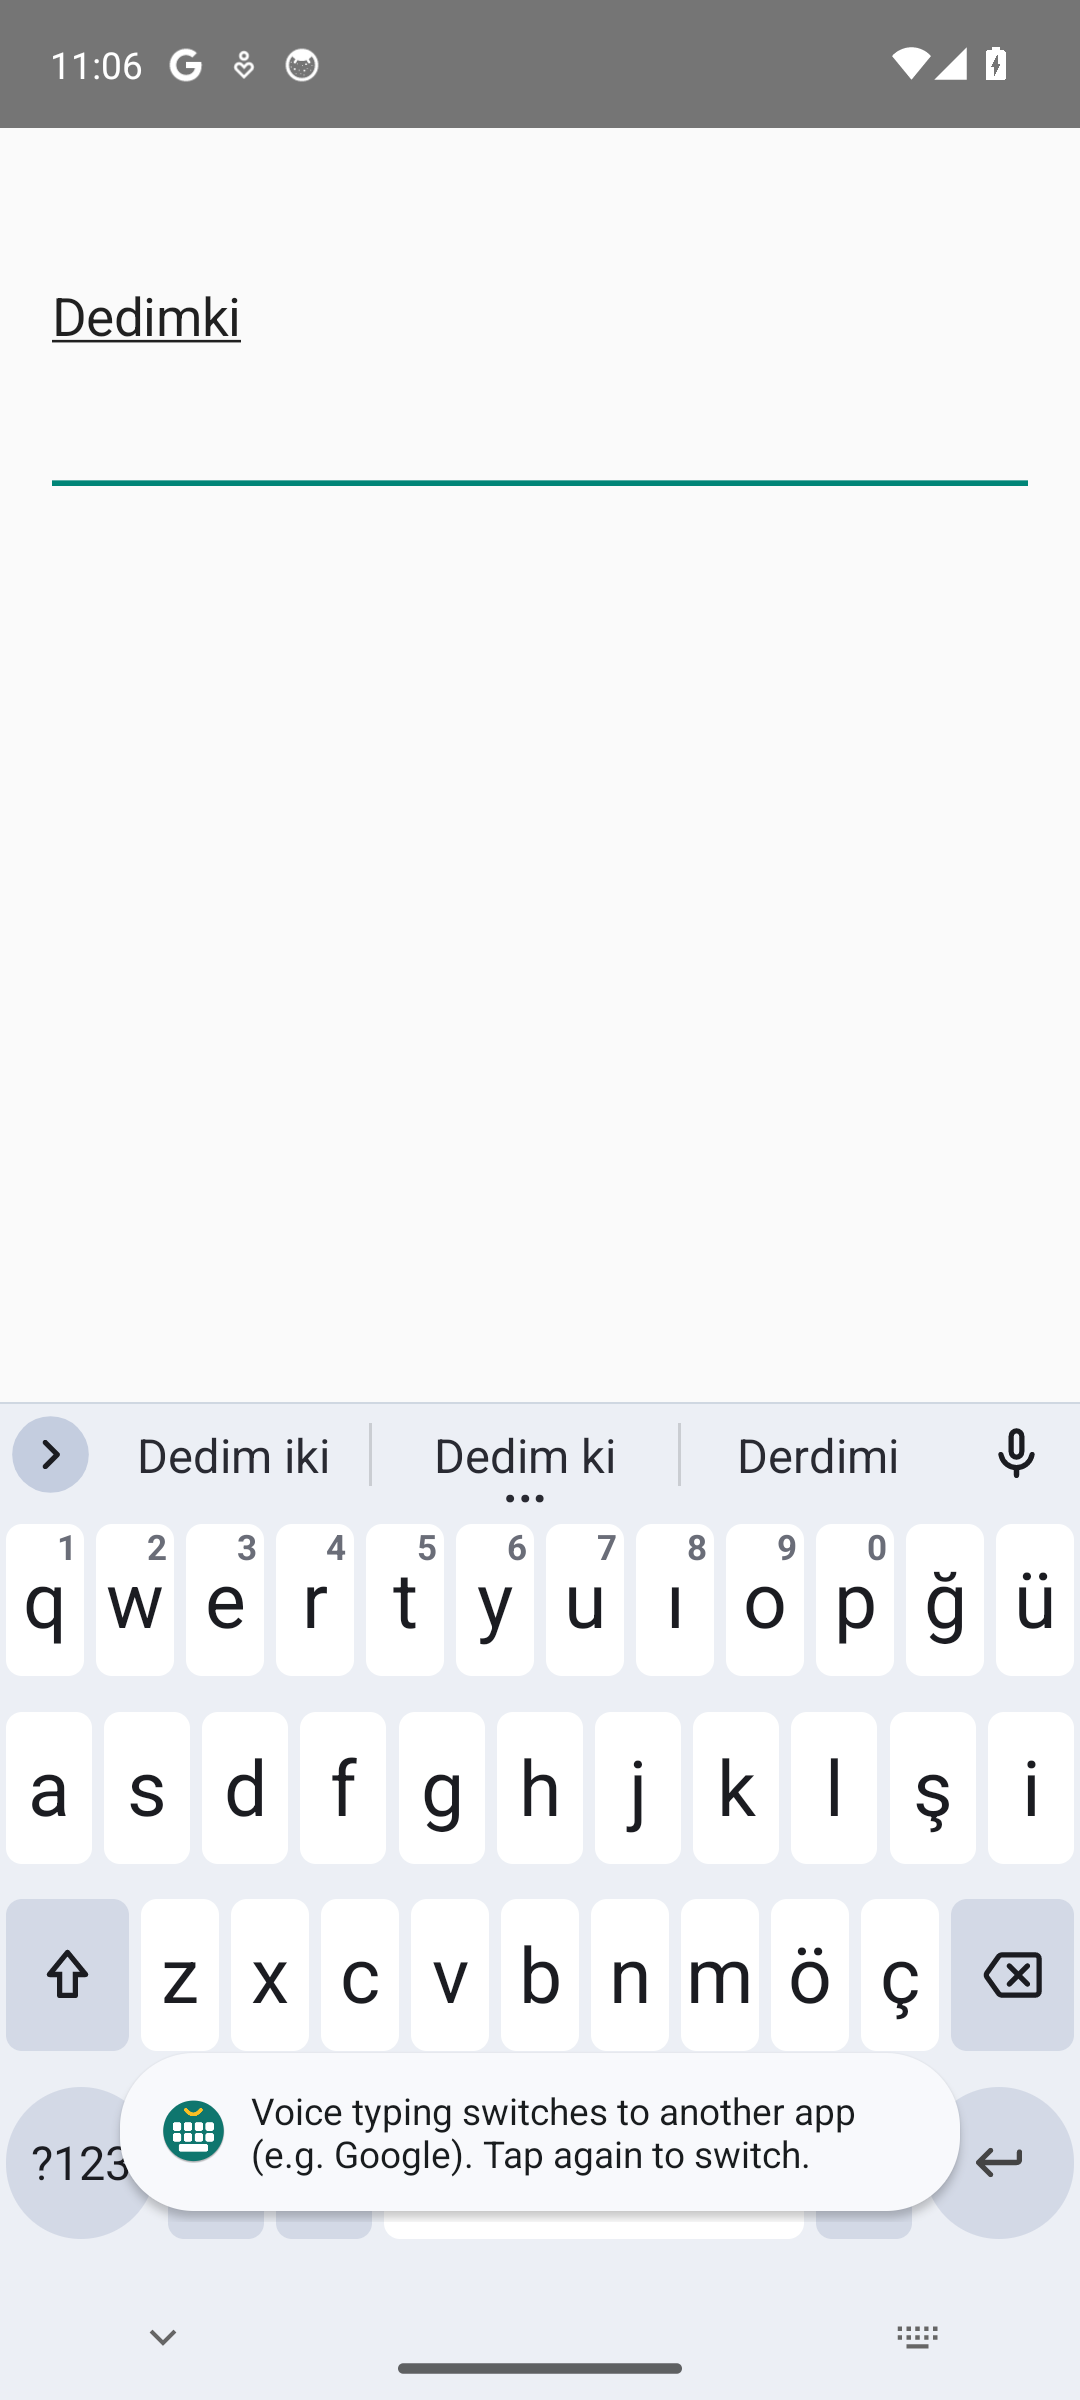 11:06
Dedimki
Dedim iki
Dedim ki
Derdimi
1 2 3 4 5 6 7 8 9 0
q w e r t y u ı o p ğ ü
a s d f g h j k l ş i
z x c v b n m ö ç
?123
Voice typing switches to another app
(e.g. Google). Tap again to switch.